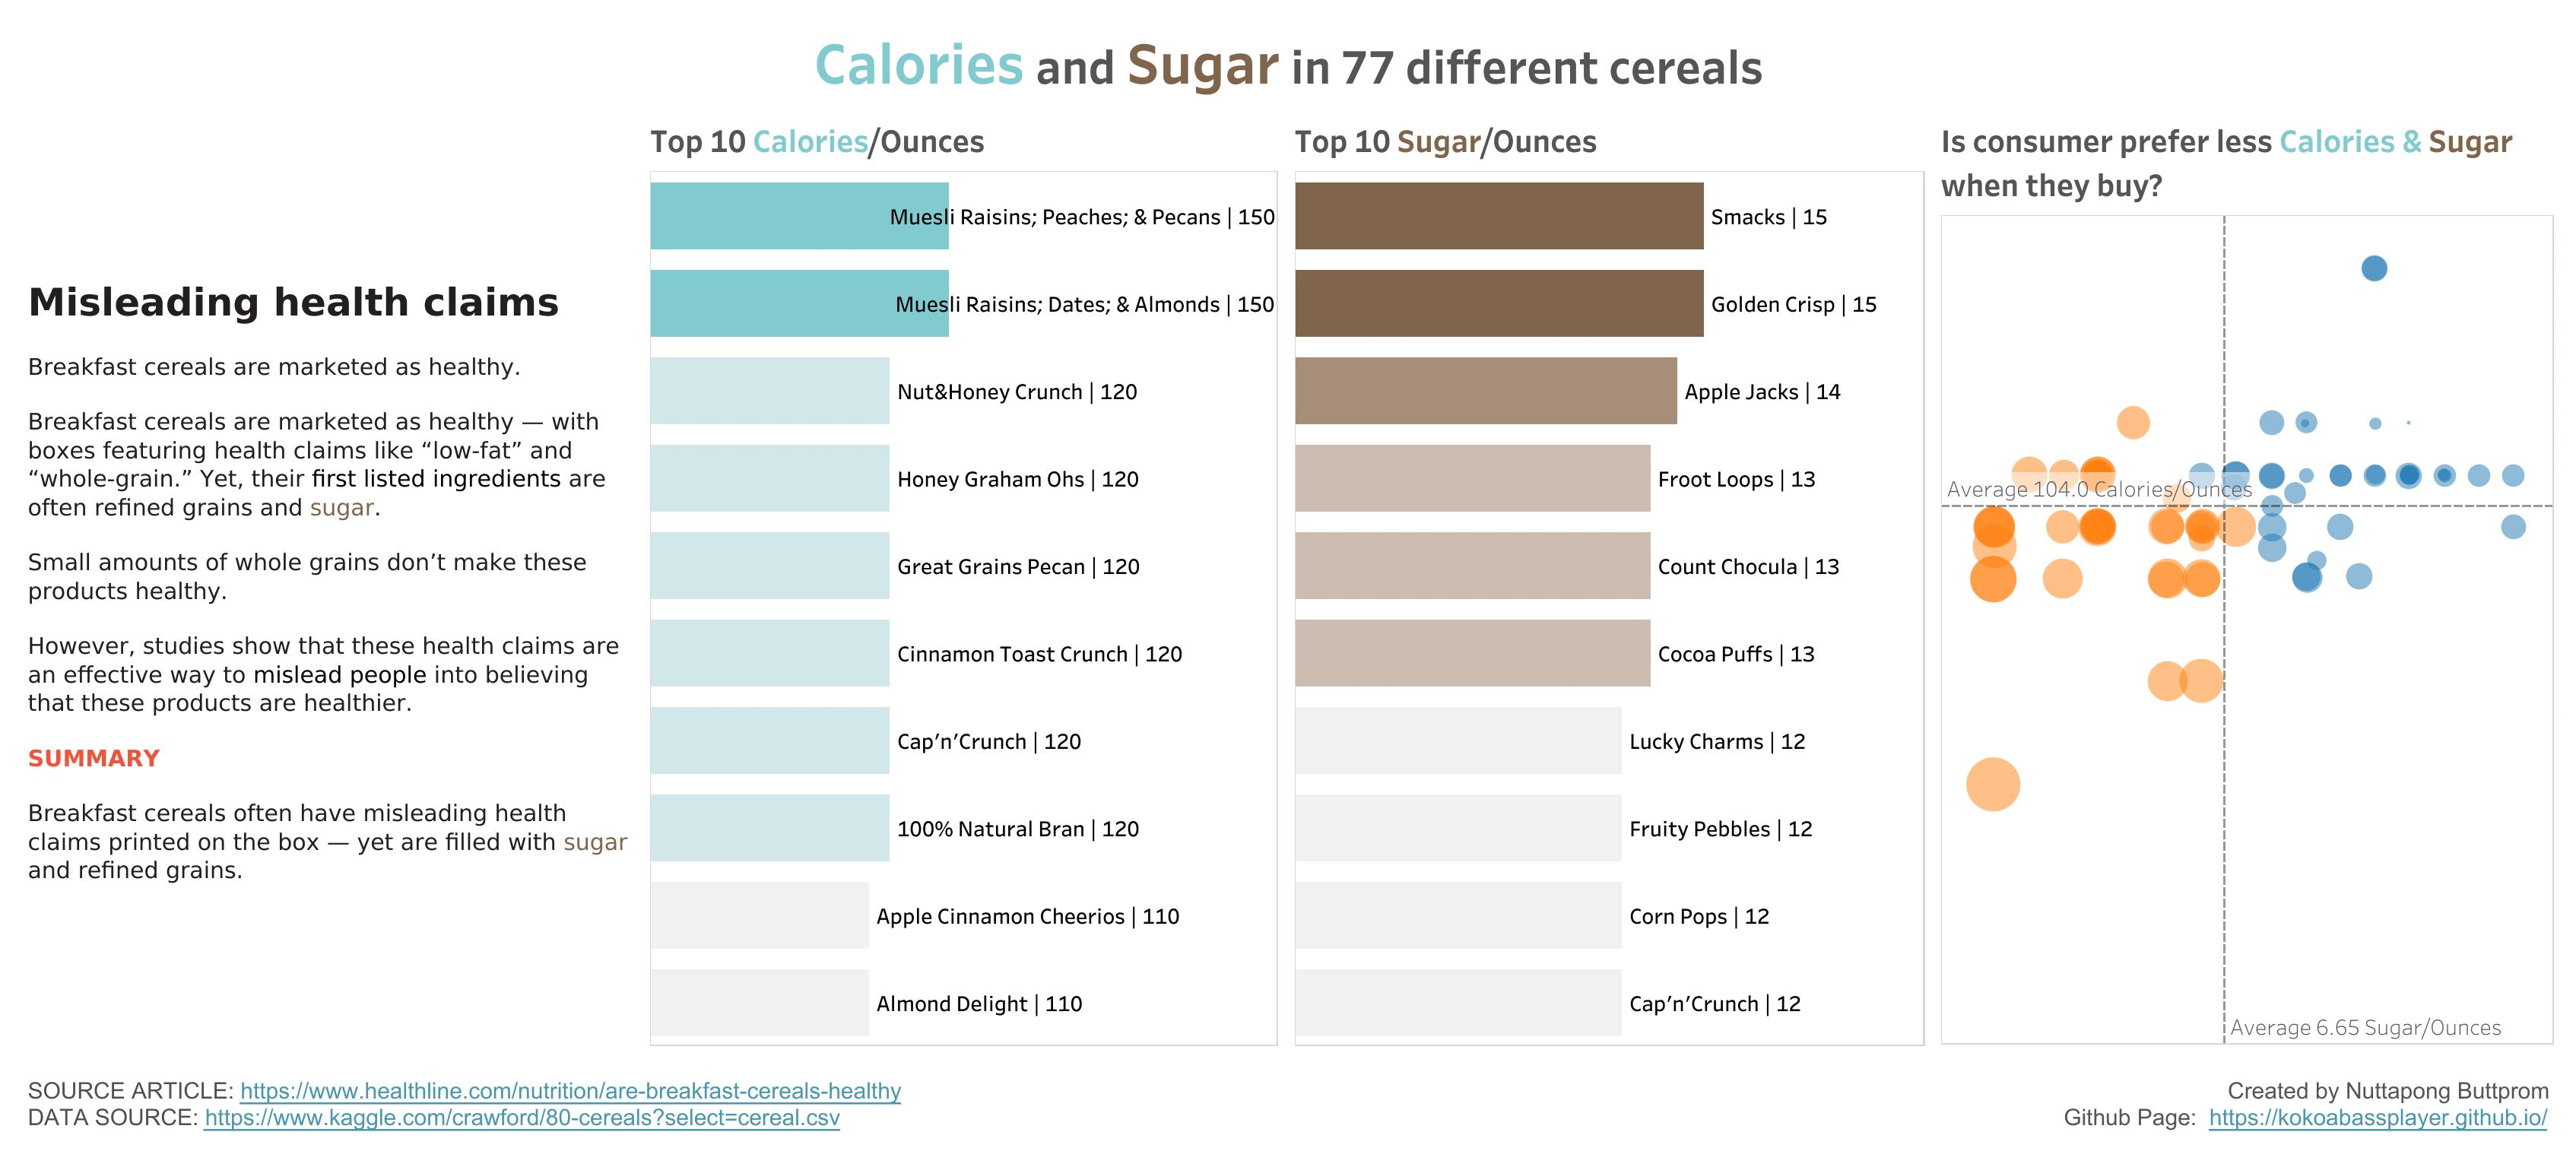 Calories and Sugar in 77 different cereals
Misleading health claims
Breakfast cereals are marketed as healthy.
Breakfast cereals are marketed as healthy — with
boxes featuring health claims like “low-fat” and
“whole-grain.” Yet, their first listed ingredients are
often refined grains and sugar.
Small amounts of whole grains don’t make these
products healthy.
However, studies show that these health claims are
an effective way to mislead people into believing
that these products are healthier.
SUMMARY
Breakfast cereals often have misleading health
claims printed on the box — yet are filled with sugar
and refined grains.
Top 10 Calories/Ounces
Muesli Raisins; Peaches; & Pecans | 150
Muesli Raisins; Dates; & Almonds | 150
Nut&Honey Crunch | 120
Honey Graham Ohs | 120
Great Grains Pecan | 120
Cinnamon Toast Crunch | 120
Cap’n’Crunch | 120
100% Natural Bran | 120
Apple Cinnamon Cheerios | 110
Almond Delight | 110
Top 10 Sugar/Ounces
Smacks | 15
Golden Crisp | 15
Apple Jacks | 14
Froot Loops | 13
Count Chocula | 13
Cocoa Puffs | 13
Lucky Charms | 12
Fruity Pebbles | 12
Corn Pops | 12
Cap’n’Crunch | 12
Is consumer prefer less Calories & Sugar
when they buy?
Average 104.0 Calories/Ounces
Average 6.65 Sugar/Ounces
SOURCE ARTICLE: https://www.healthline.com/nutrition/are-breakfast-cereals-healthy
DATA SOURCE: https://www.kaggle.com/crawford/80-cereals?select=cereal.csv
Created by Nuttapong Buttprom
Github Page: https://kokoabassplayer.github.io/